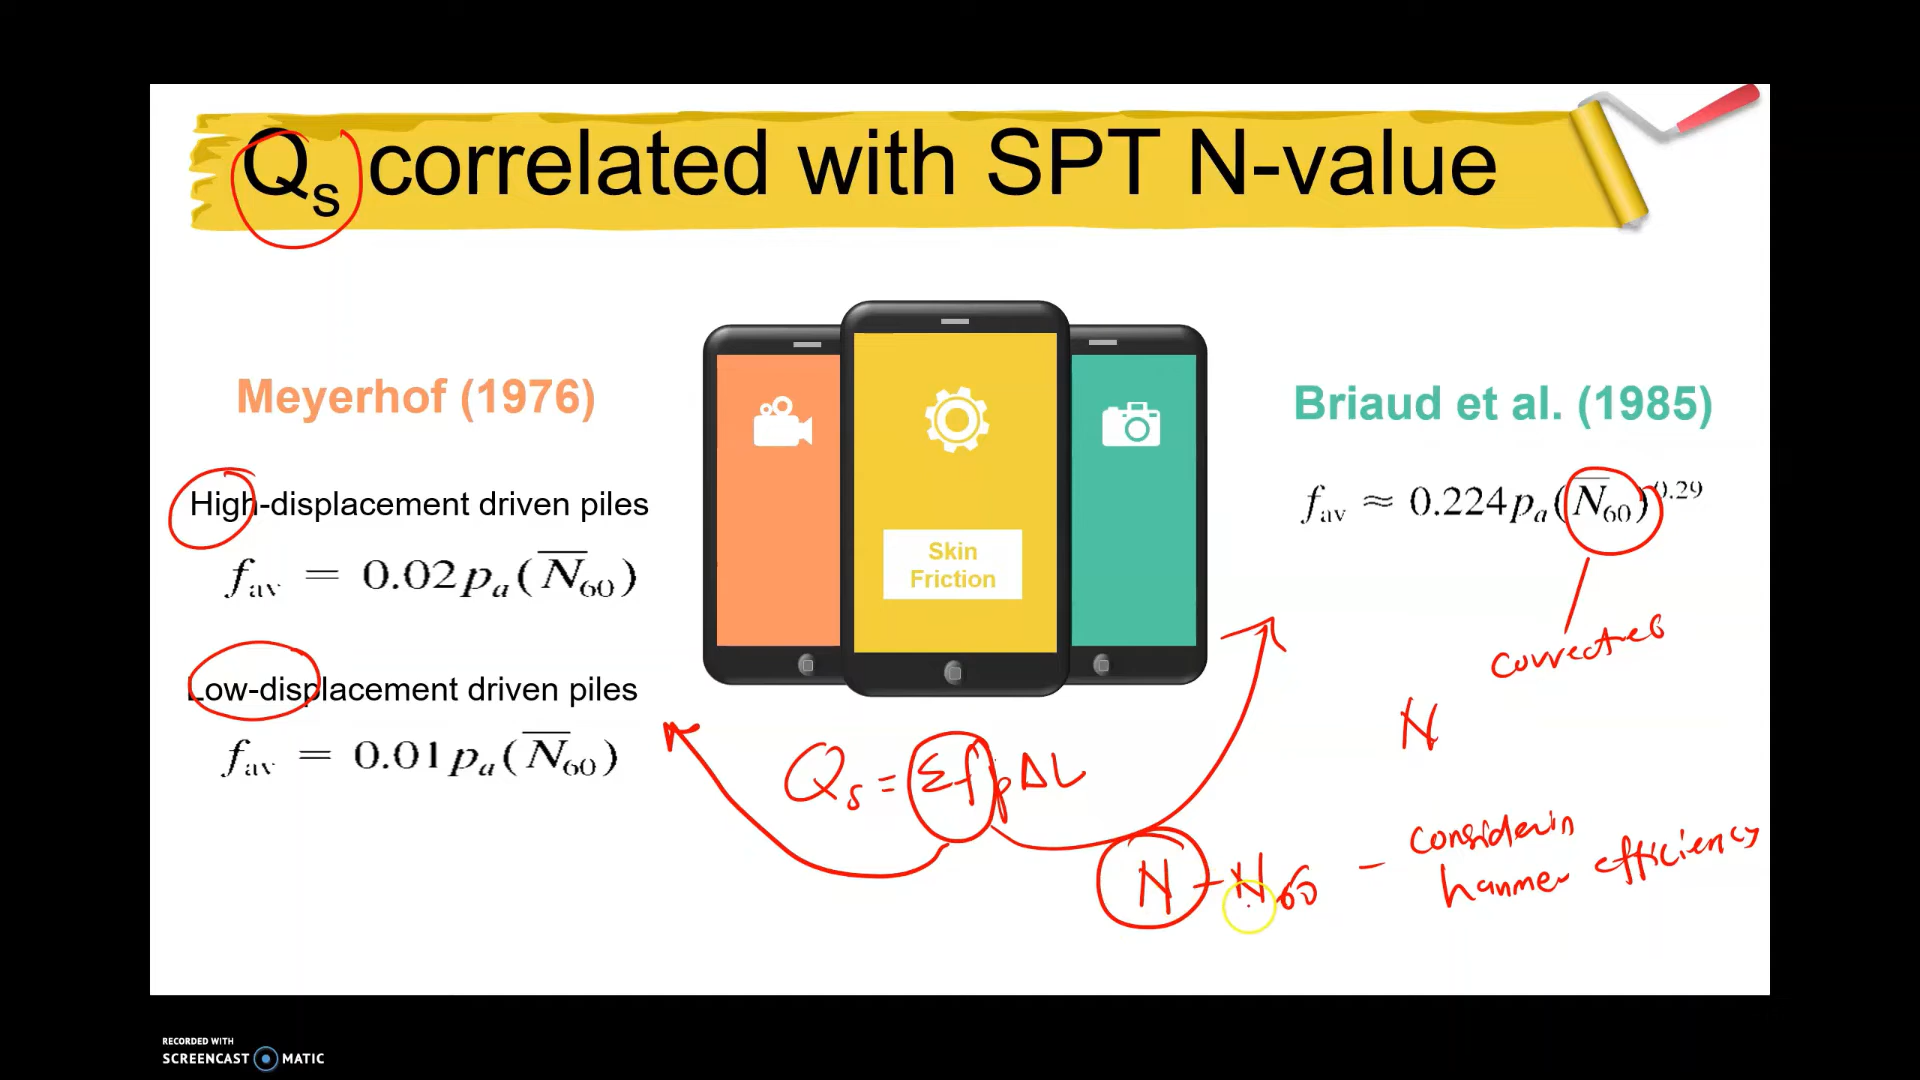 Qs correlated with SPT N-value
Meyerhof (1976)
High-displacement driven piles
fav = 0.02pa(N̅60)
Low-displacement driven piles
fav = 0.01pa(N̅60)
Skin
Friction
Briaud et al. (1985)
fav ≈ 0.224pa(N̅60)^0.29
corrected
N
Qs = Σf p ΔL
N - N60 - considerin
hammer efficiency
RECORDED WITH
SCREENCAST MATIC